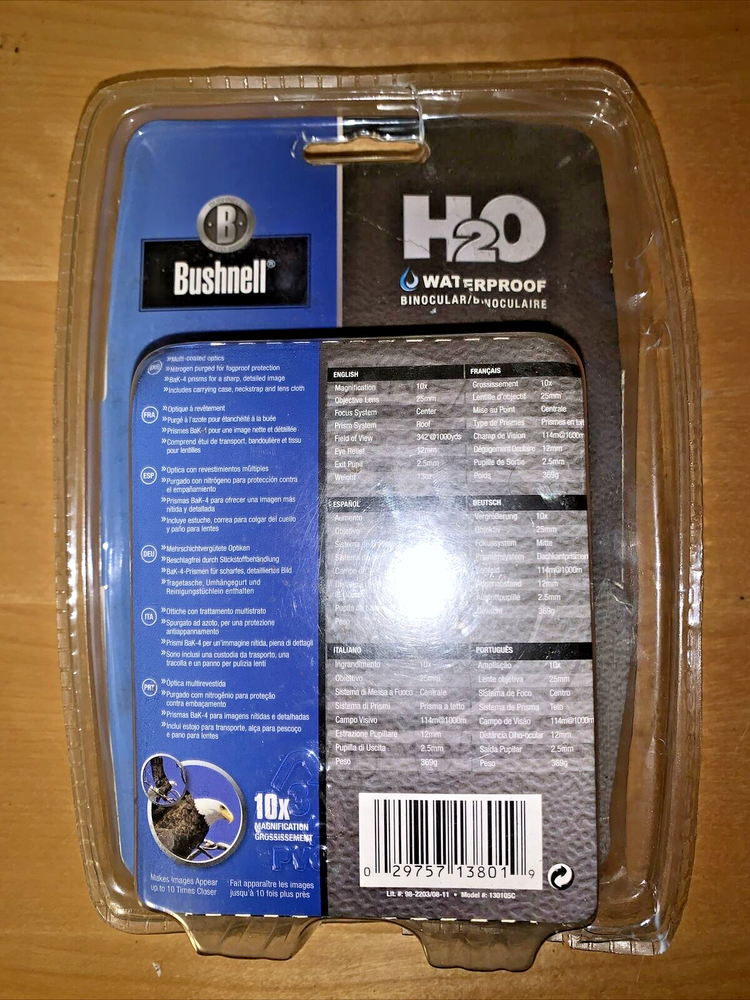 B
Bushnell®
H2O
WATERPROOF
BINOCULAR/BINOCULAIRE
ENG
»Multi-coated optics
»Nitrogen purged for fogproof protection
»BaK-4 prisms for a sharp, detailed image
»Includes carrying case, neckstrap and lens cloth
FRA
»Optique à revêtement
»Purgé à l'azote pour étanchéité à la buée
»Prismes BaK-4 pour une image nette et détaillée
»Comprend étui de transport, bandoulière et tissu
pour lentilles
ESP
»Optica con revestimientos múltiples
»Purgado con nitrógeno para protección contra
el empañamiento
»Prismas BaK-4 para ofrecer una imagen más
nítida y detallada
»Incluye estuche, correa para colgar del cuello
y paño para lentes
DEU
»Mehrschichtvergütete Optiken
»Beschlagfrei durch Stickstoffbehandlung
»BaK-4-Prismen für scharfes, detailliertes Bild
»Tragetasche, Umhängegurt und
Reinigungstüchlein enthalten
ITA
»Ottiche con trattamento multistrato
»Spurgato ad azoto, per una protezione
antiappannamento
»Prismi BaK-4 per un'immagine nitida, piena di dettagli
»Sono inclusi una custodia da trasporto, una
tracolla e un panno per pulizia lenti
PRT
»Óptica multirevestida
»Purgado com nitrogênio para proteção
contra embaçamento
»Prismas BaK-4 para imagens nítidas e detalhadas
»Inclui estojo para transporte, alça para pescoço
e pano para lentes
10x
MAGNIFICATION
GROSSISSEMENT
Makes Images Appear
up to 10 Times Closer
Fait apparaître les images
jusqu'à 10 fois plus près
ENGLISH
Magnification 10x
Objective Lens 25mm
Focus System Center
Prism System Roof
Field of View 342'@1000yds
Eye Relief 12mm
Exit Pupil 2.5mm
Weight
FRANÇAIS
Grossissement 10x
Lentille d'objectif 25mm
Mise au Point Centrale
Type de Prismes Prismes en toit
Champ de Vision 114m@1000m
Dégagement Oculaire 12mm
Pupille de Sortie 2.5mm
Poids 369g
ESPAÑOL
Aumento
Objetivo
Peso
DEUTSCH
Vergrößerung 10x
25mm
Fokussystem Mitte
Dachkantprismen
114m@1000m
12mm
2.5mm
369g
ITALIANO
Ingrandimento 10x
Obiettivo 25mm
Sistema di Messa a Fuoco Centrale
Sistema di Prismi Prisma a tetto
Campo Visivo 114m@1000m
Estrazione Pupillare 12mm
Pupilla di Uscita 2.5mm
Peso 369g
PORTUGUÊS
Ampliação 10x
Lente objetiva 25mm
Sistema de Foco Centro
Sistema de Prisma Teto
Campo de Visão 114m@1000m
Distância Olho-ocular 12mm
Saída Pupilar 2.5mm
Peso 369g
0 29757 13801 9
Lit. #: 98-2203/08-11 • Model #: 130105C